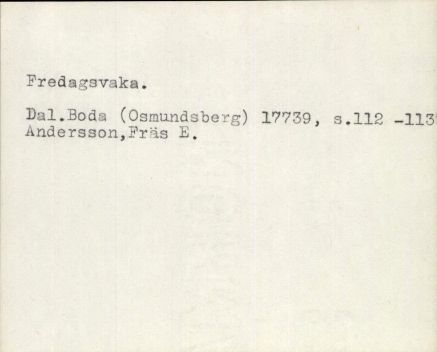 Fredagsvaka.
Dal.Boda (Osmundsberg) 17739, s.112 -113
Andersson,Fräs E.